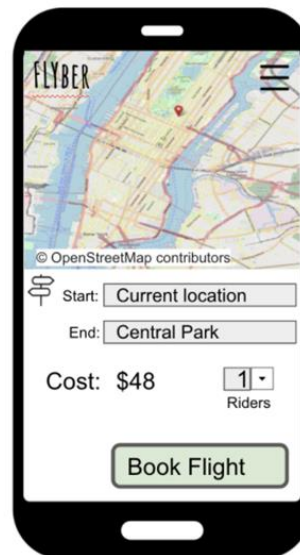 FLYBER
© OpenStreetMap contributors
Start: Current location
End: Central Park
Cost: $48 1
Riders
Book Flight